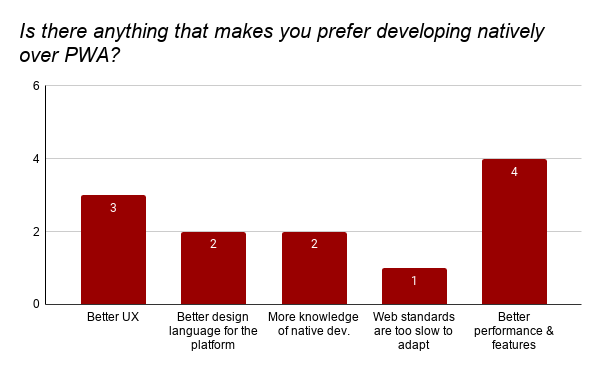 Is there anything that makes you prefer developing natively
over PWA?
6
4
2
0
3
2
2
1
4
Better UX
Better design
language for the
platform
More knowledge
of native dev.
Web standards
are too slow to
adapt
Better
performance &
features